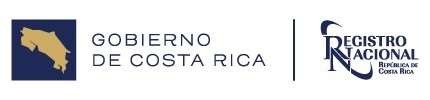 GOBIERNO
DE COSTA RICA
REGISTRO
NACIONAL
REPÚBLICA DE
COSTA RICA